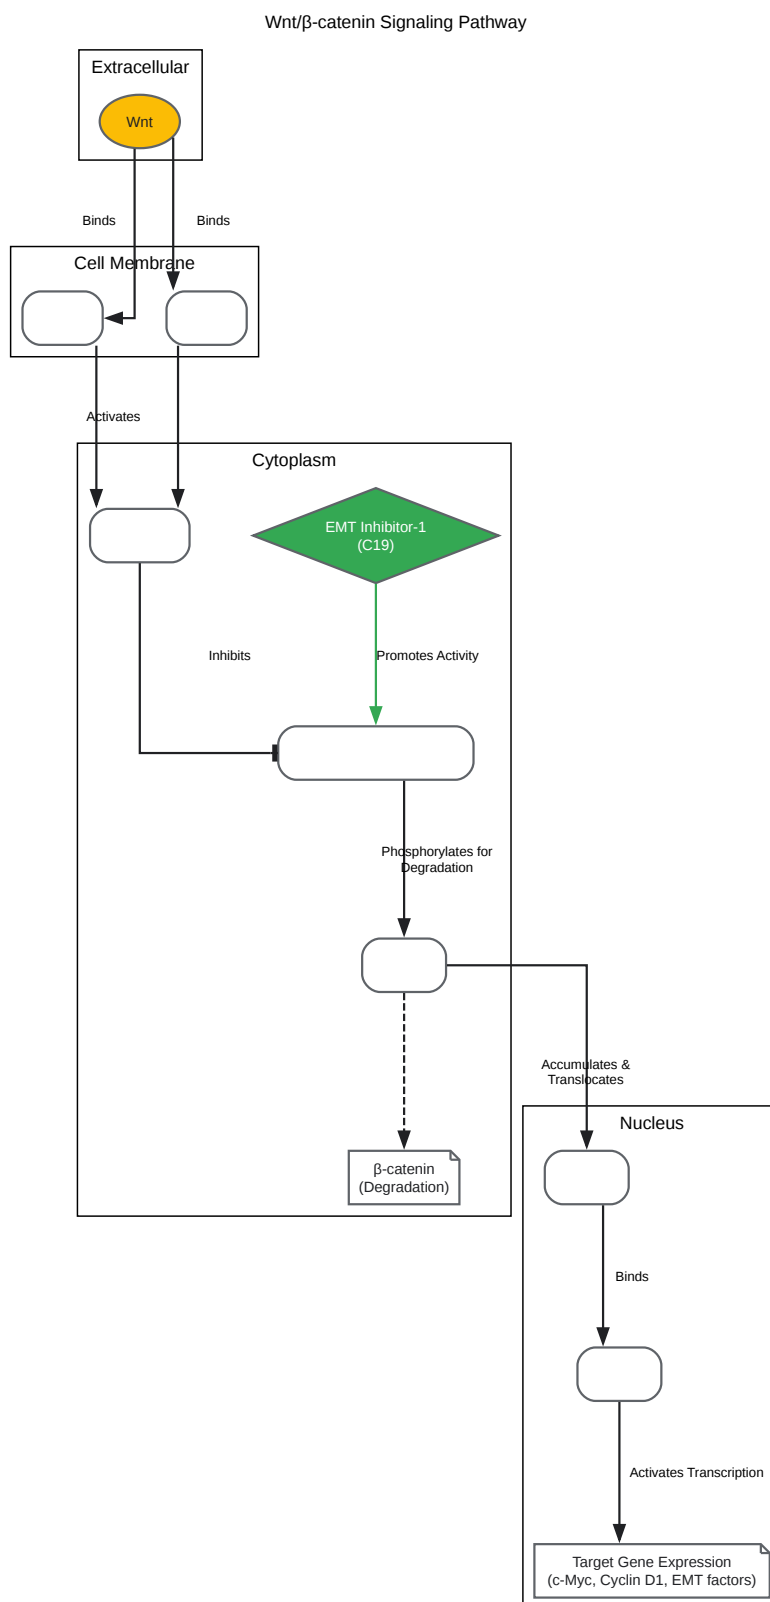 Wnt/β-catenin Signaling Pathway
Extracellular
Wnt
Binds
Binds
Cell Membrane
Activates
Cytoplasm
EMT Inhibitor-1
(C19)
Inhibits
Promotes Activity
Phosphorylates for
Degradation
Accumulates &
Translocates
Nucleus
β-catenin
(Degradation)
Binds
Activates Transcription
Target Gene Expression
(c-Myc, Cyclin D1, EMT factors)